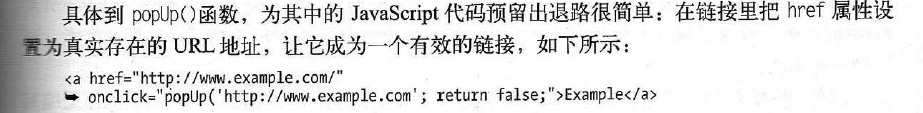 具体到 popUp()函数，为其中的 JavaScript 代码预留出退路很简单：在链接里把 href 属性设
置为真实存在的 URL 地址，让它成为一个有效的链接，如下所示：
<a href="http://www.example.com/"
➥ onclick="popUp('http://www.example.com'; return false;">Example</a>